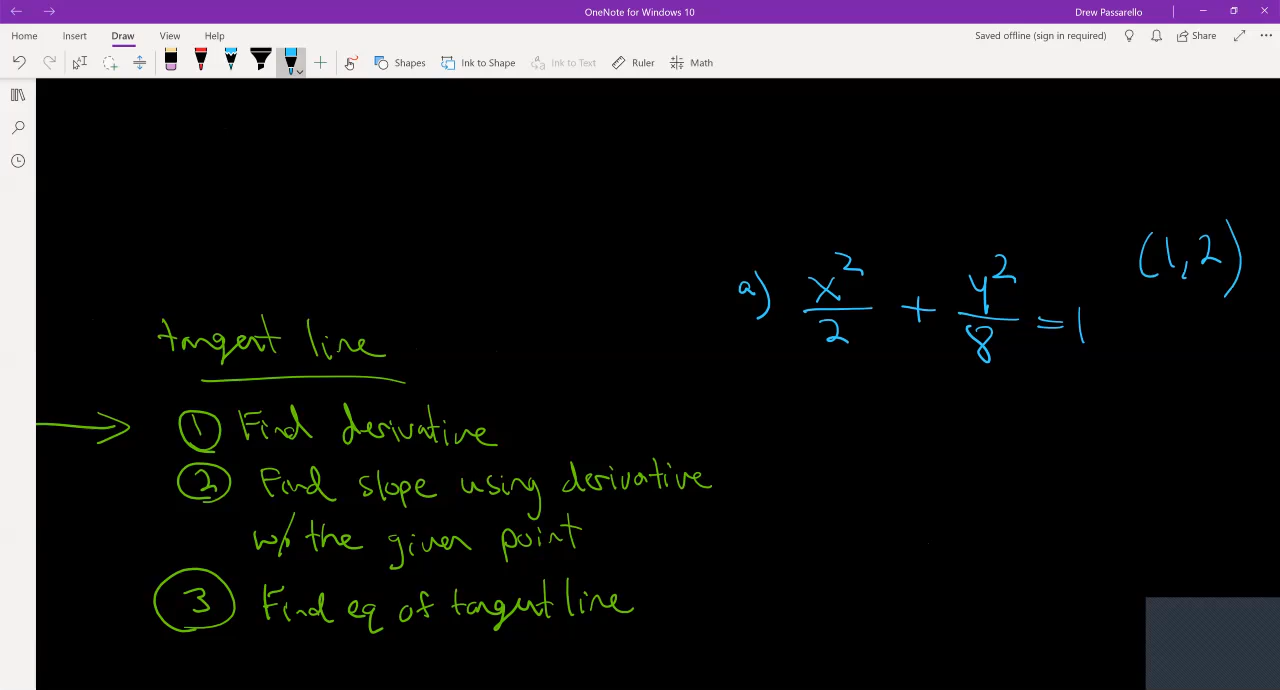 OneNote for Windows 10
Drew Passarello
Home Insert Draw View Help
Saved offline (sign in required)
Share
Shapes
Ink to Shape
Ink to Text
Ruler
Math
(1,2)
a) x²/2 + y²/8 = 1
tangent line
① Find derivative
② Find slope using derivative
w/ the given point
③ Find eq of tangent line